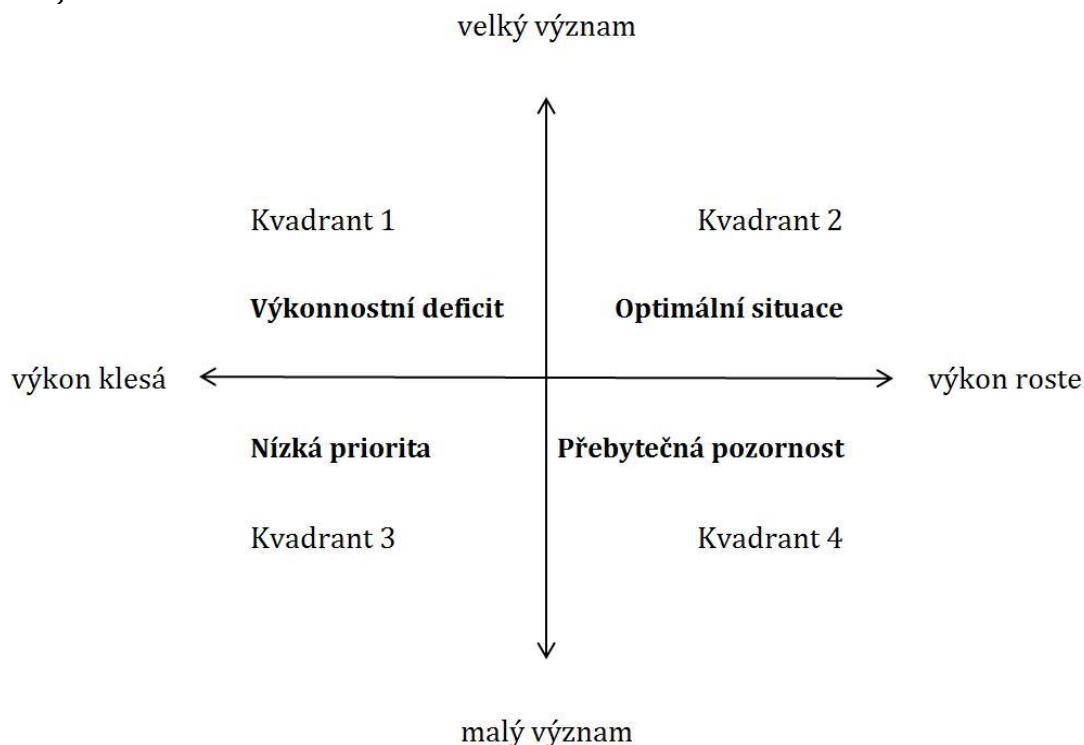 velký význam
Kvadrant 1 Kvadrant 2
Výkonnostní deficit Optimální situace
výkon klesá výkon roste
Nízká priorita Přebytečná pozornost
Kvadrant 3 Kvadrant 4
malý význam